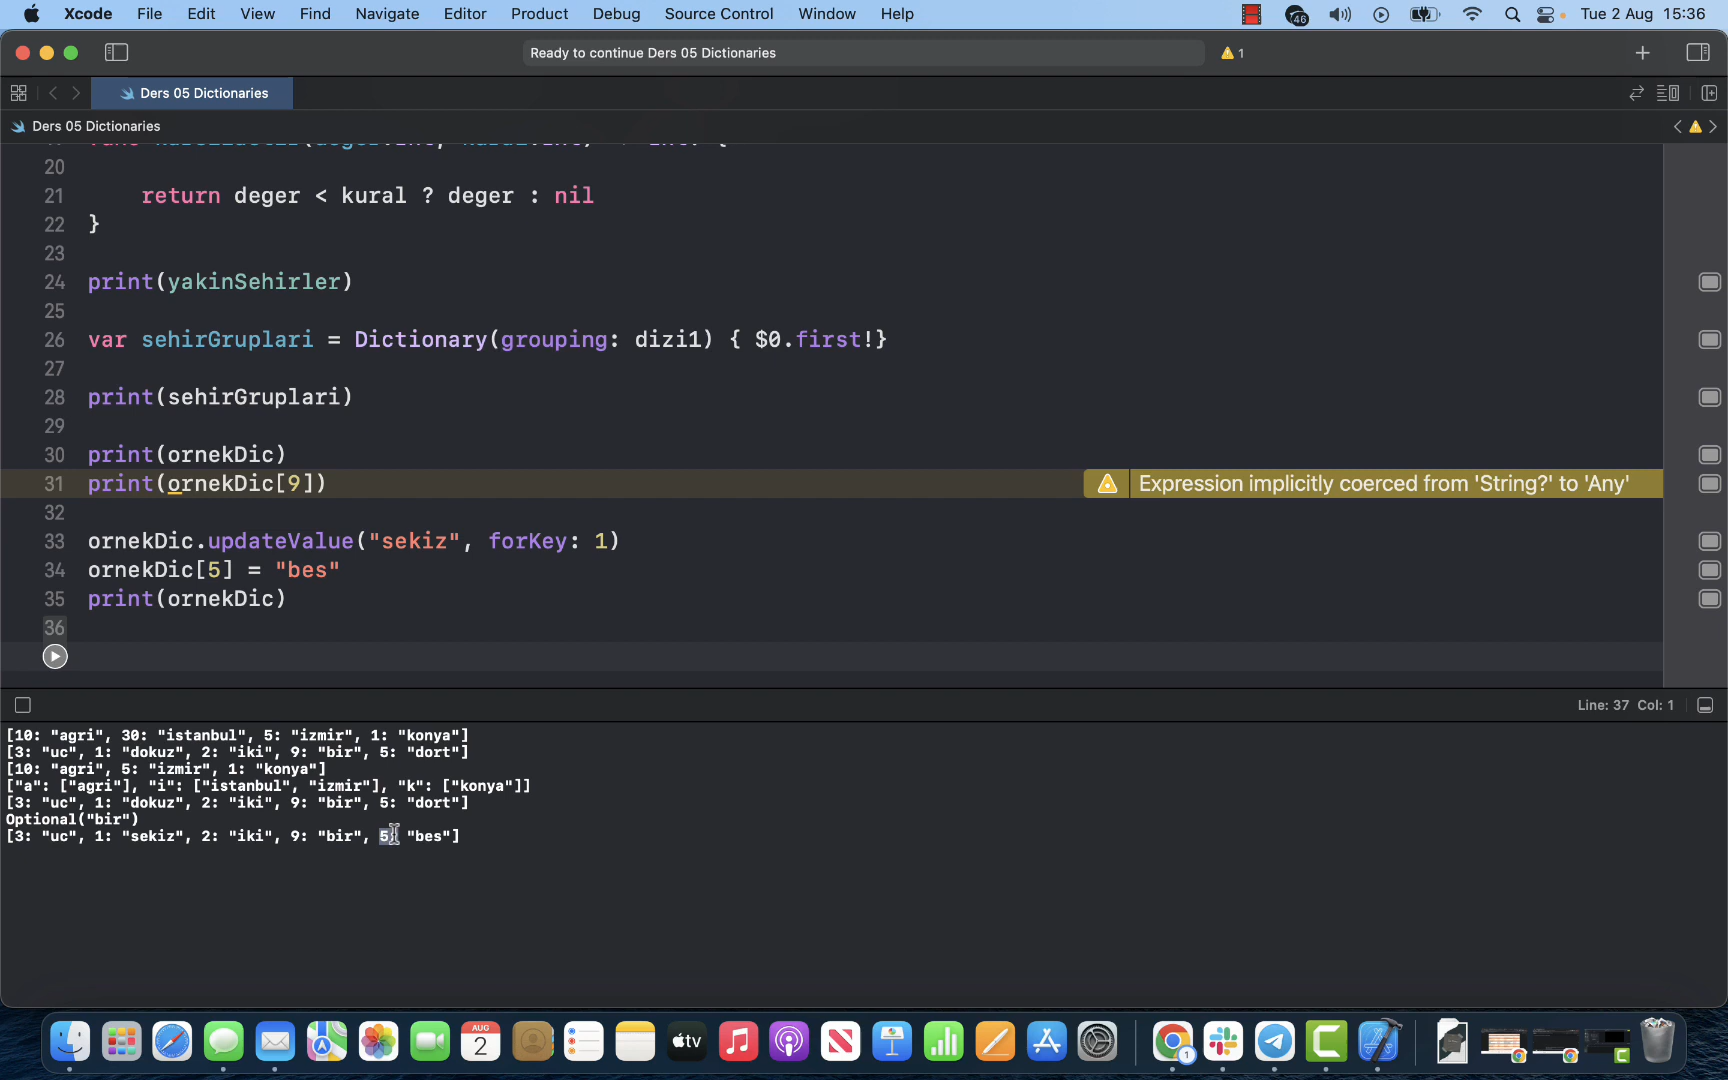 Xcode File Edit View Find Navigate Editor Product Debug Source Control Window Help 46 Tue 2 Aug 15:36
Ready to continue Ders 05 Dictionaries 1
Ders 05 Dictionaries
Ders 05 Dictionaries
20
21 return deger < kural ? deger : nil
22 }
23
24 print(yakinSehirler)
25
26 var sehirGruplari = Dictionary(grouping: dizi1) { $0.first!}
27
28 print(sehirGruplari)
29
30 print(ornekDic)
31 print(ornekDic[9]) Expression implicitly coerced from 'String?' to 'Any'
32
33 ornekDic.updateValue("sekiz", forKey: 1)
34 ornekDic[5] = "bes"
35 print(ornekDic)
36
Line: 37 Col: 1
[10: "agri", 30: "istanbul", 5: "izmir", 1: "konya"]
[3: "uc", 1: "dokuz", 2: "iki", 9: "bir", 5: "dort"]
[10: "agri", 5: "izmir", 1: "konya"]
["a": ["agri"], "i": ["istanbul", "izmir"], "k": ["konya"]]
[3: "uc", 1: "dokuz", 2: "iki", 9: "bir", 5: "dort"]
Optional("bir")
[3: "uc", 1: "sekiz", 2: "iki", 9: "bir", 5: "bes"]
AUG
2
tv
1